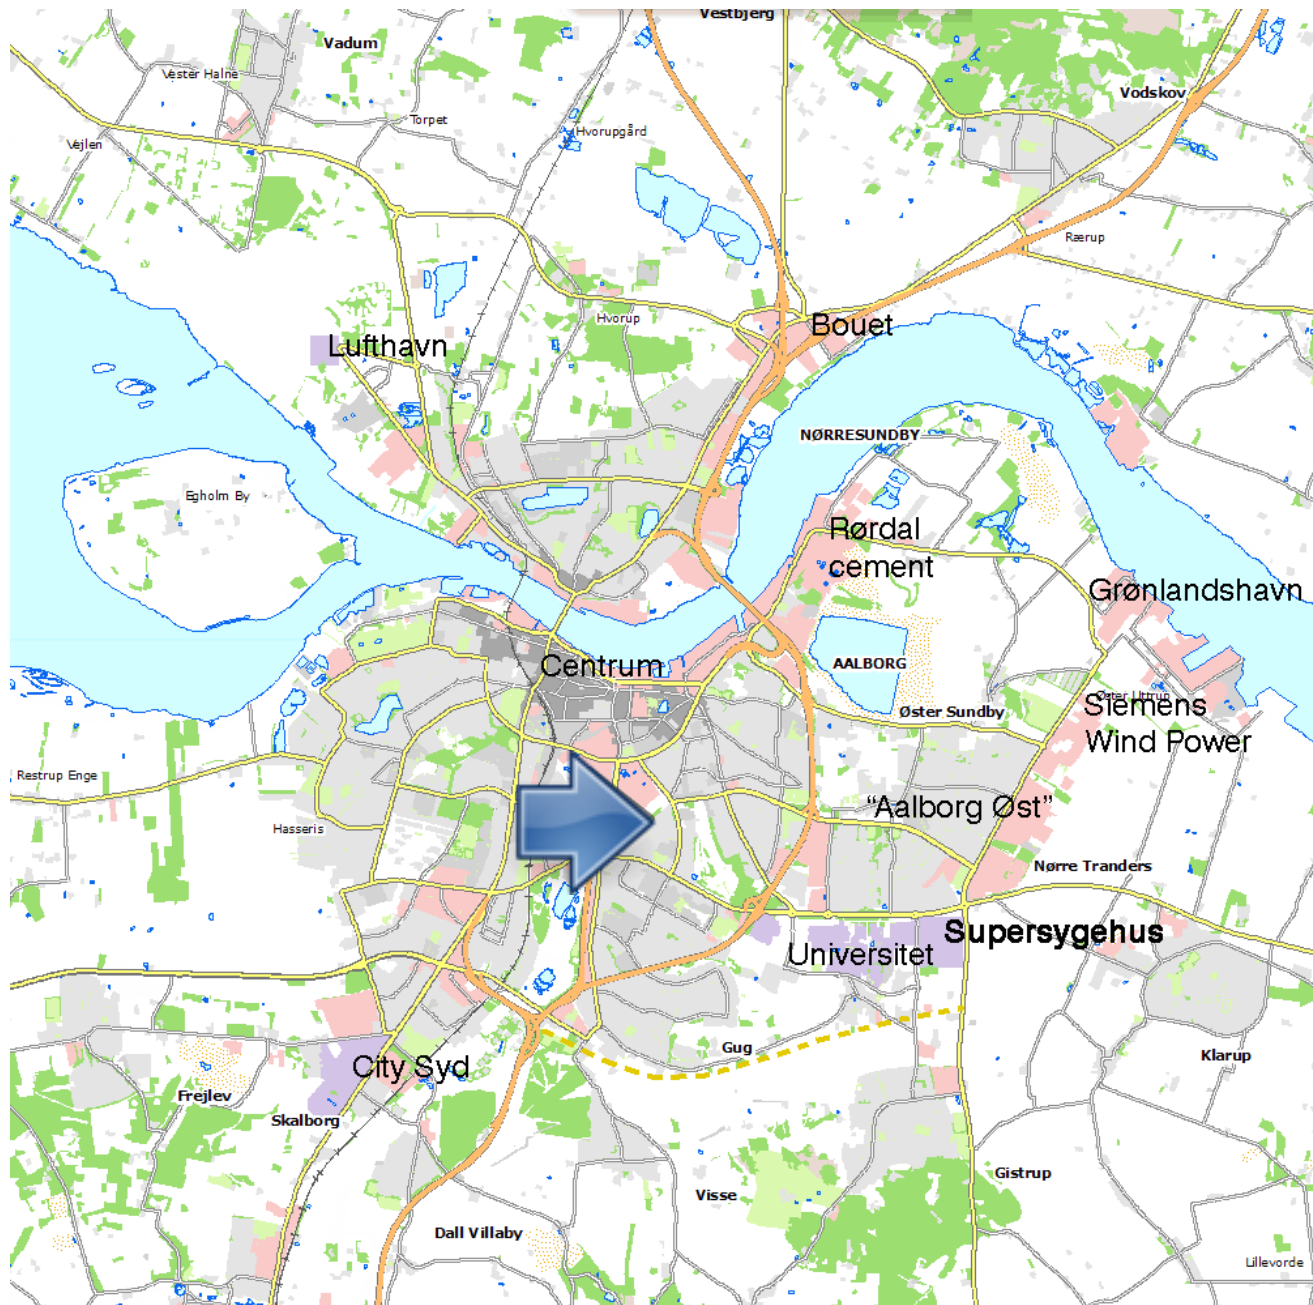 Vestbjerg
Vadum
Vester Halne
Vodskov
Torpet
Hvorupgård
Vejlen
Rærup
Hvorup
Bouet
Lufthavn
NØRRESUNDBY
Egholm By
Rørdal
cement
Grønlandshavn
Centrum
AALBORG
Øster Uttrup
Siemens
Wind Power
Øster Sundby
Restrup Enge
"Aalborg Øst"
Hasseris
Nørre Tranders
Supersygehus
Universitet
Gug
Klarup
City Syd
Frejlev
Skalborg
Gistrup
Visse
Dall Villaby
Lillevorde